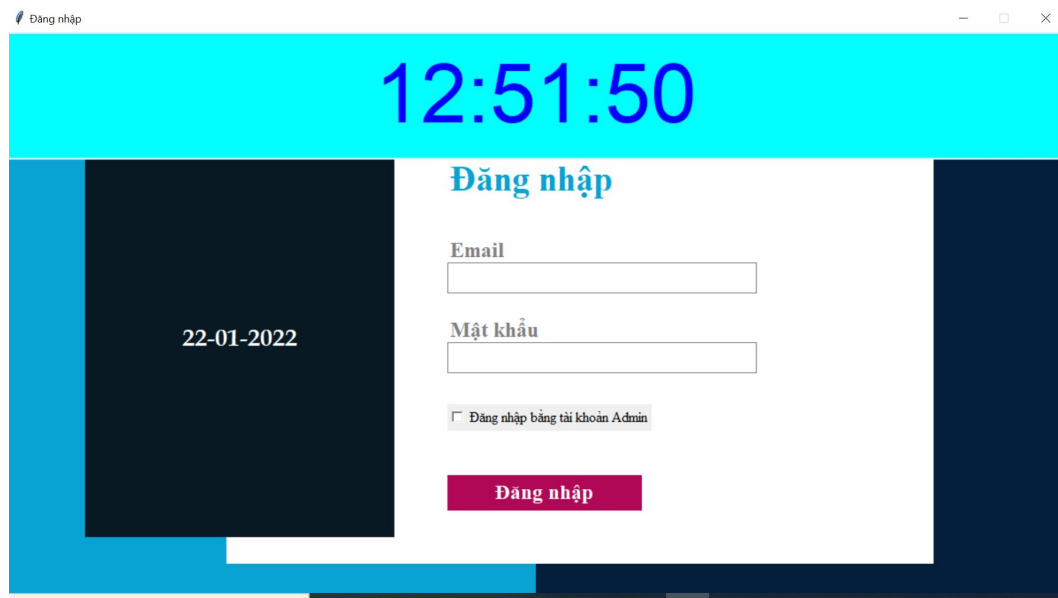 Đăng nhập
12:51:50
22-01-2022
Đăng nhập
Email
Mật khẩu
Đăng nhập bằng tài khoản Admin
Đăng nhập